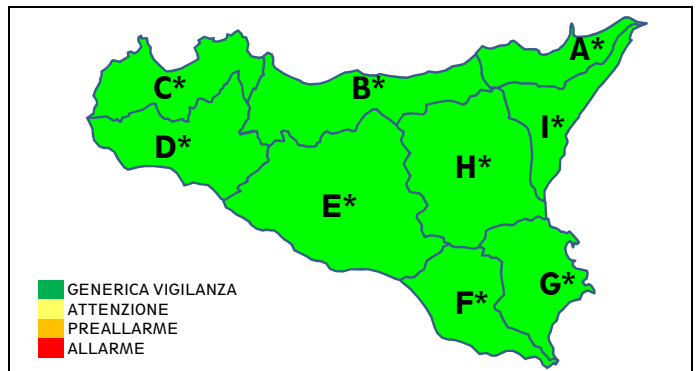 A*
C*
B*
I*
D*
H*
E*
G*
F*
GENERICA VIGILANZA
ATTENZIONE
PREALLARME
ALLARME